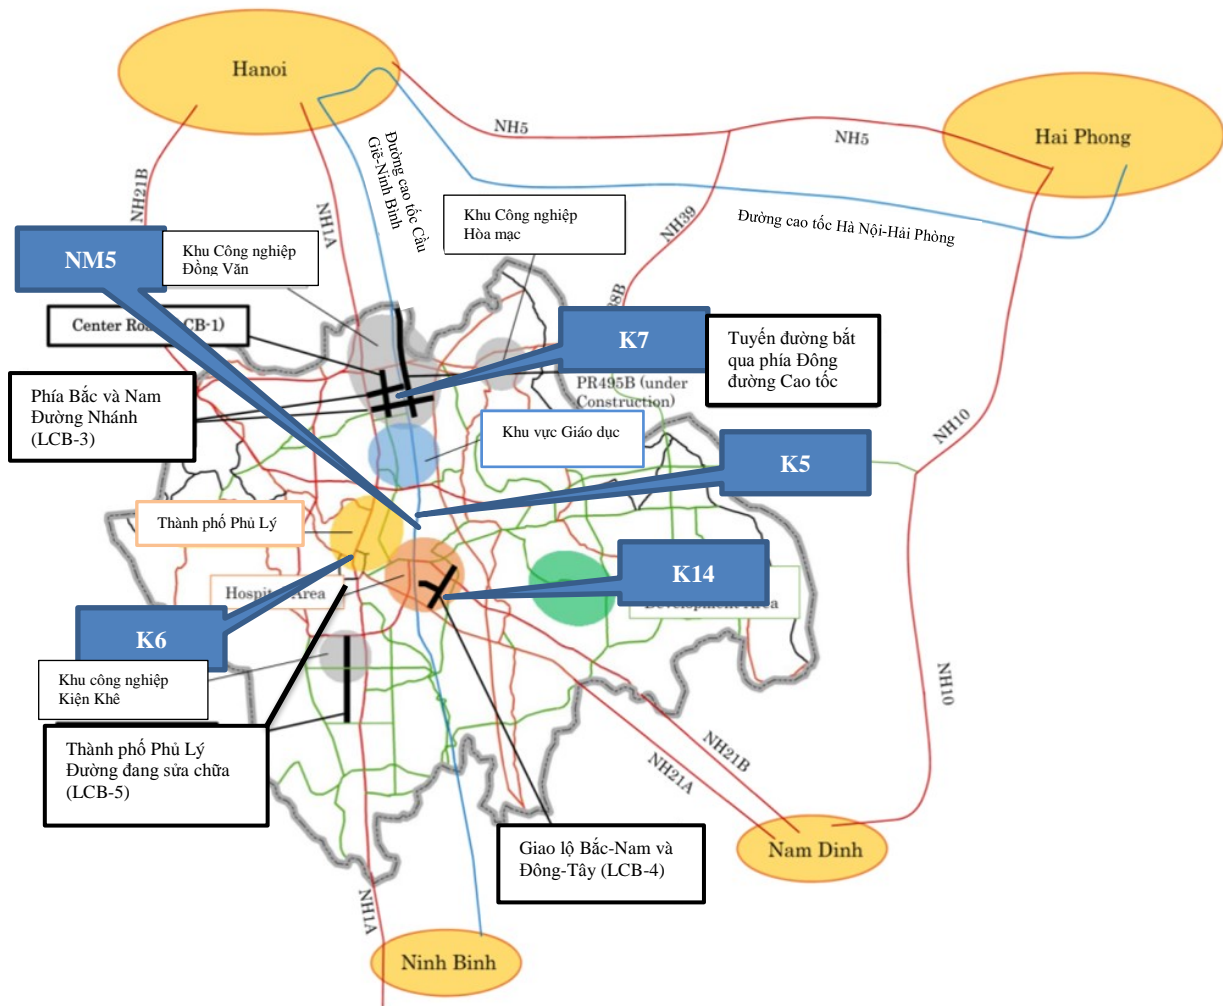 Hanoi
Hai Phong
NH5
NH5
NH21B
NH1A
Đường cao tốc Cầu
Giẽ-Ninh Bình
NH39
Đường cao tốc Hà Nội-Hải Phòng
Khu Công nghiệp
Hòa mạc
NM5
Khu Công nghiệp
Đồng Văn
38B
Center
CB-1)
K7
Tuyến đường bắt
qua phía Đông
đường Cao tốc
PR495B (under
Construction)
Phía Bắc và Nam
Đường Nhánh
(LCB-3)
Khu vực Giáo dục
NH10
K5
Thành phố Phủ Lý
K14
Area
K6
Khu công nghiệp
Kiện Khê
NH10
Thành phố Phủ Lý
Đường đang sửa chữa
(LCB-5)
NH21B
NH21A
Giao lộ Bắc-Nam và
Đông-Tây (LCB-4)
Nam Dinh
NH1A
Ninh Binh